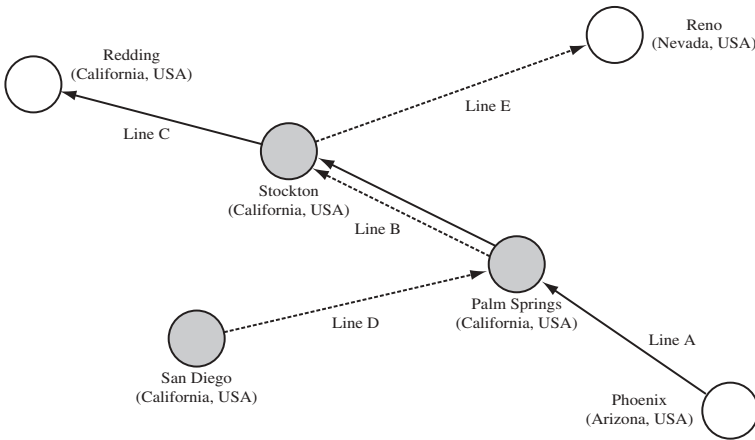 Reno
(Nevada, USA)
Redding
(California, USA)
Line E
Line C
Stockton
(California, USA)
Line B
Palm Springs
(California, USA)
Line D
Line A
San Diego
(California, USA)
Phoenix
(Arizona, USA)